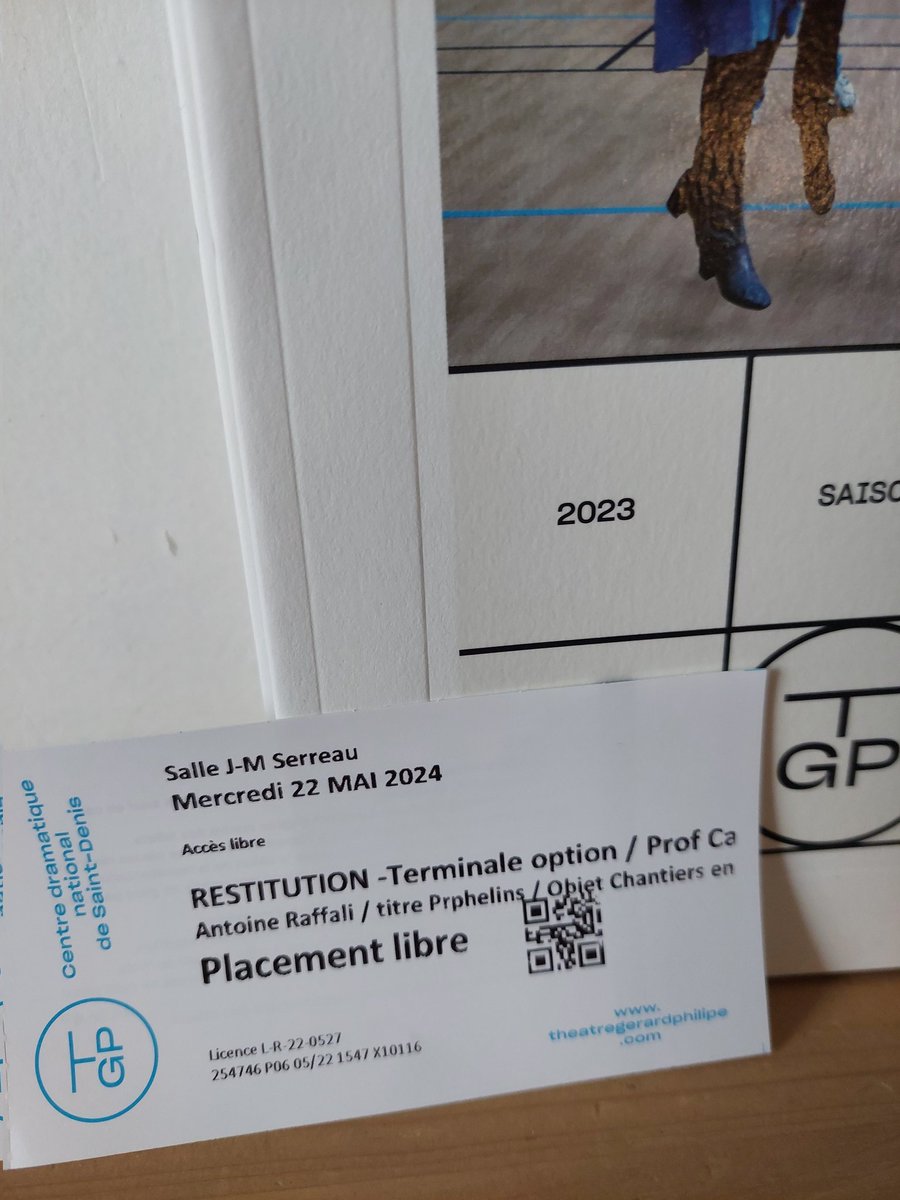 2023
SAISO
T
GP
Salle J-M Serreau
Mercredi 22 MAI 2024
Accès libre
RESTITUTION -Terminale option / Prof Ca
Antoine Raffali / titre Prphelins / Objet Chantiers en
Placement libre
Licence L-R-22-0527
254746 P06 05/22 1547 X10116
www.
theatregerardphilipe
.com
Centre dramatique
national
de Saint-Denis
T
GP